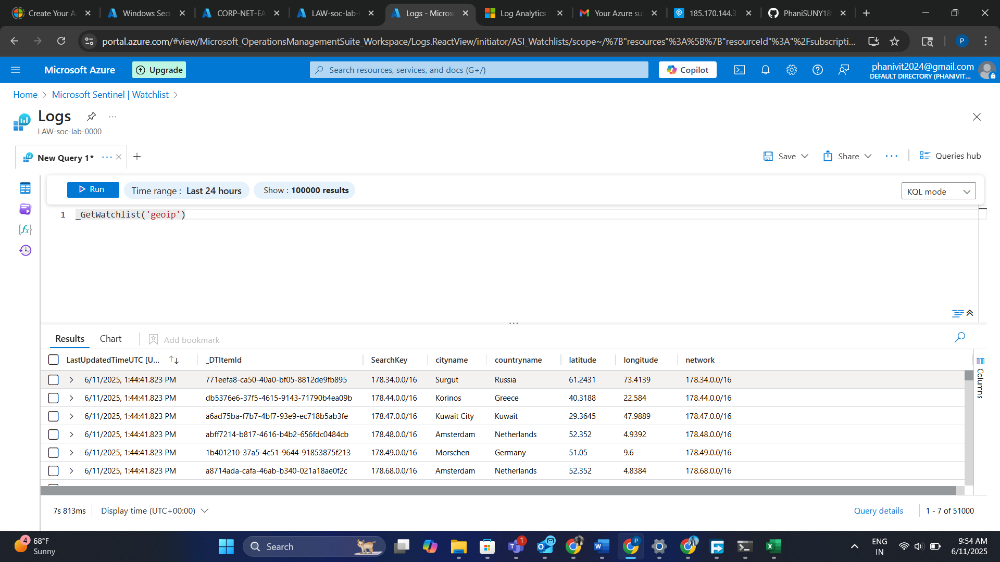 Create Your A
Windows Sec
CORP-NET-EA
LAW-soc-lab-
Logs - Micros
Log Analytics
Your Azure su
185.170.144.3
PhaniSUNY18
portal.azure.com/#view/Microsoft_OperationsManagementSuite_Workspace/Logs.ReactView/initiator/ASI_Watchlists/scope~/%7B"resources"%3A%5B%7B"resourceId"%3A"%2Fsubscripti...
P
Microsoft Azure
Upgrade
Search resources, services, and docs (G+/)
Copilot
phanivit2024@gmail.com
DEFAULT DIRECTORY (PHANIVIT...
Home > Microsoft Sentinel | Watchlist >
Logs
...
LAW-soc-lab-0000
New Query 1*
...
Save
Share
...
Queries hub
Run
Time range : Last 24 hours
Show : 100000 results
KQL mode
1 _GetWatchlist('geoip')
Results
Chart
Add bookmark
LastUpdatedTimeUTC [U... _DTItemId SearchKey cityname countryname latitude longitude network
6/11/2025, 1:44:41.823 PM 771eefa8-ca50-40a0-bf05-8812de9fb895 178.34.0.0/16 Surgut Russia 61.2431 73.4139 178.34.0.0/16
6/11/2025, 1:44:41.823 PM db5376e6-37f5-4615-9143-71790b4ea09b 178.44.0.0/16 Korinos Greece 40.3188 22.584 178.44.0.0/16
6/11/2025, 1:44:41.823 PM a6ad75ba-f7b7-4bf7-93e9-ec718b5ab3fe 178.47.0.0/16 Kuwait City Kuwait 29.3645 47.9889 178.47.0.0/16
6/11/2025, 1:44:41.823 PM abff7214-b817-4616-b4b2-656fdc0484cb 178.48.0.0/16 Amsterdam Netherlands 52.352 4.9392 178.48.0.0/16
6/11/2025, 1:44:41.823 PM 1b401210-37a5-4c51-9644-91853875f213 178.49.0.0/16 Morschen Germany 51.05 9.6 178.49.0.0/16
6/11/2025, 1:44:41.823 PM a8714ada-cafa-46ab-b340-021a18ae0f2c 178.68.0.0/16 Amsterdam Netherlands 52.352 4.8384 178.68.0.0/16
Columns
7s 813ms
Display time (UTC+00:00)
Query details
1 - 7 of 51000
4
68°F
Sunny
Search
1
ENG
IN
9:54 AM
6/11/2025